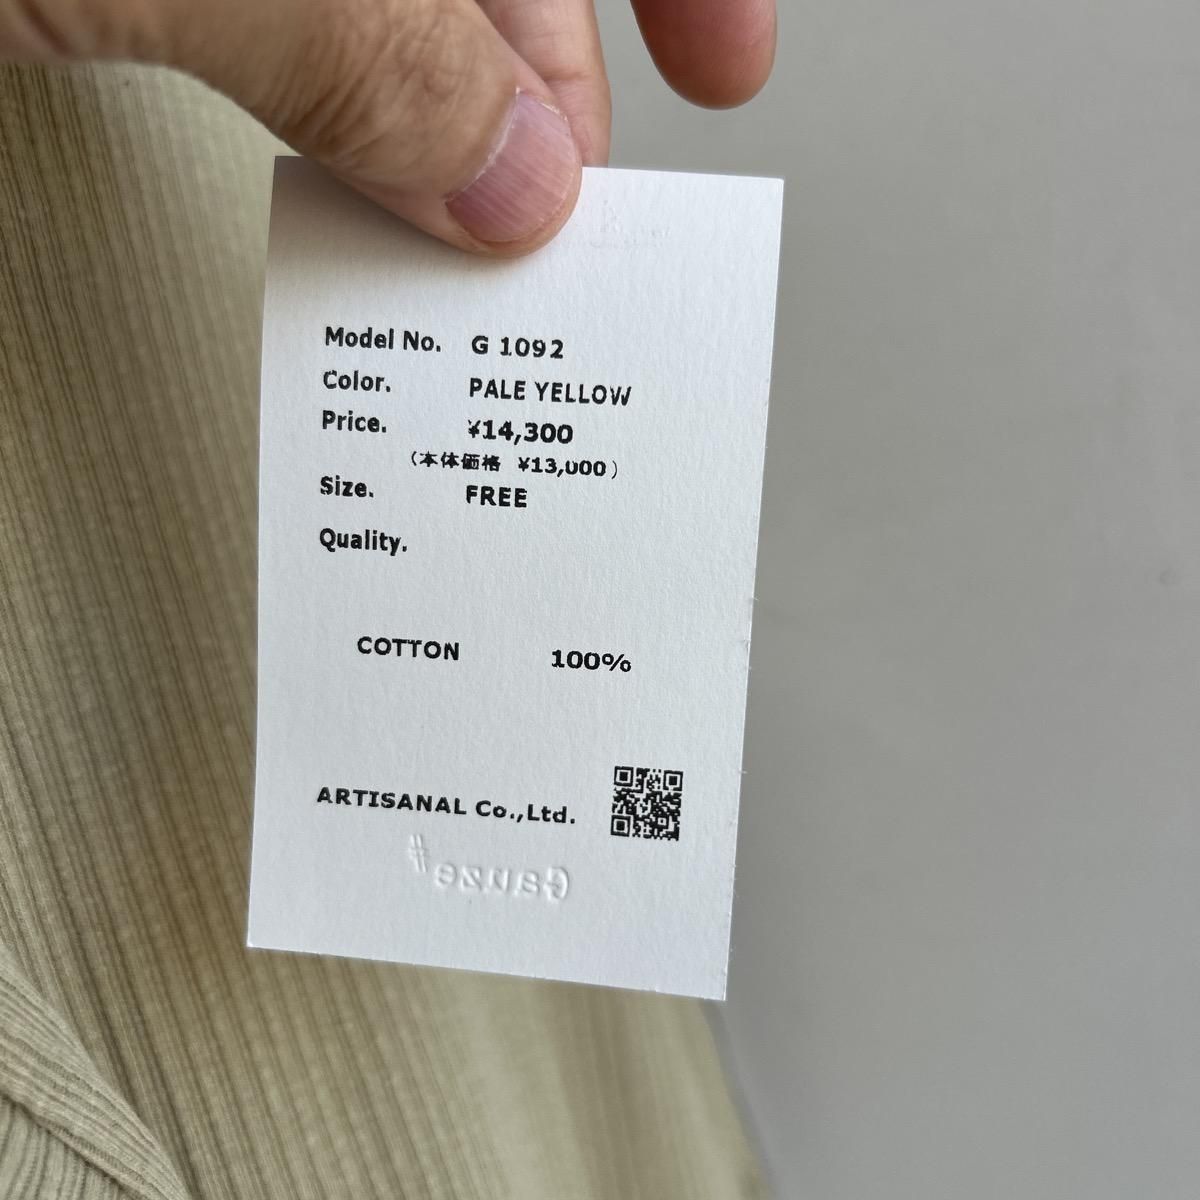 Model No. G 1092
Color. PALE YELLOW
Price. ¥14,300
(本体価格 ¥13,000)
Size. FREE
Quality.
COTTON 100%
ARTISANAL Co.,Ltd.
Gauze#